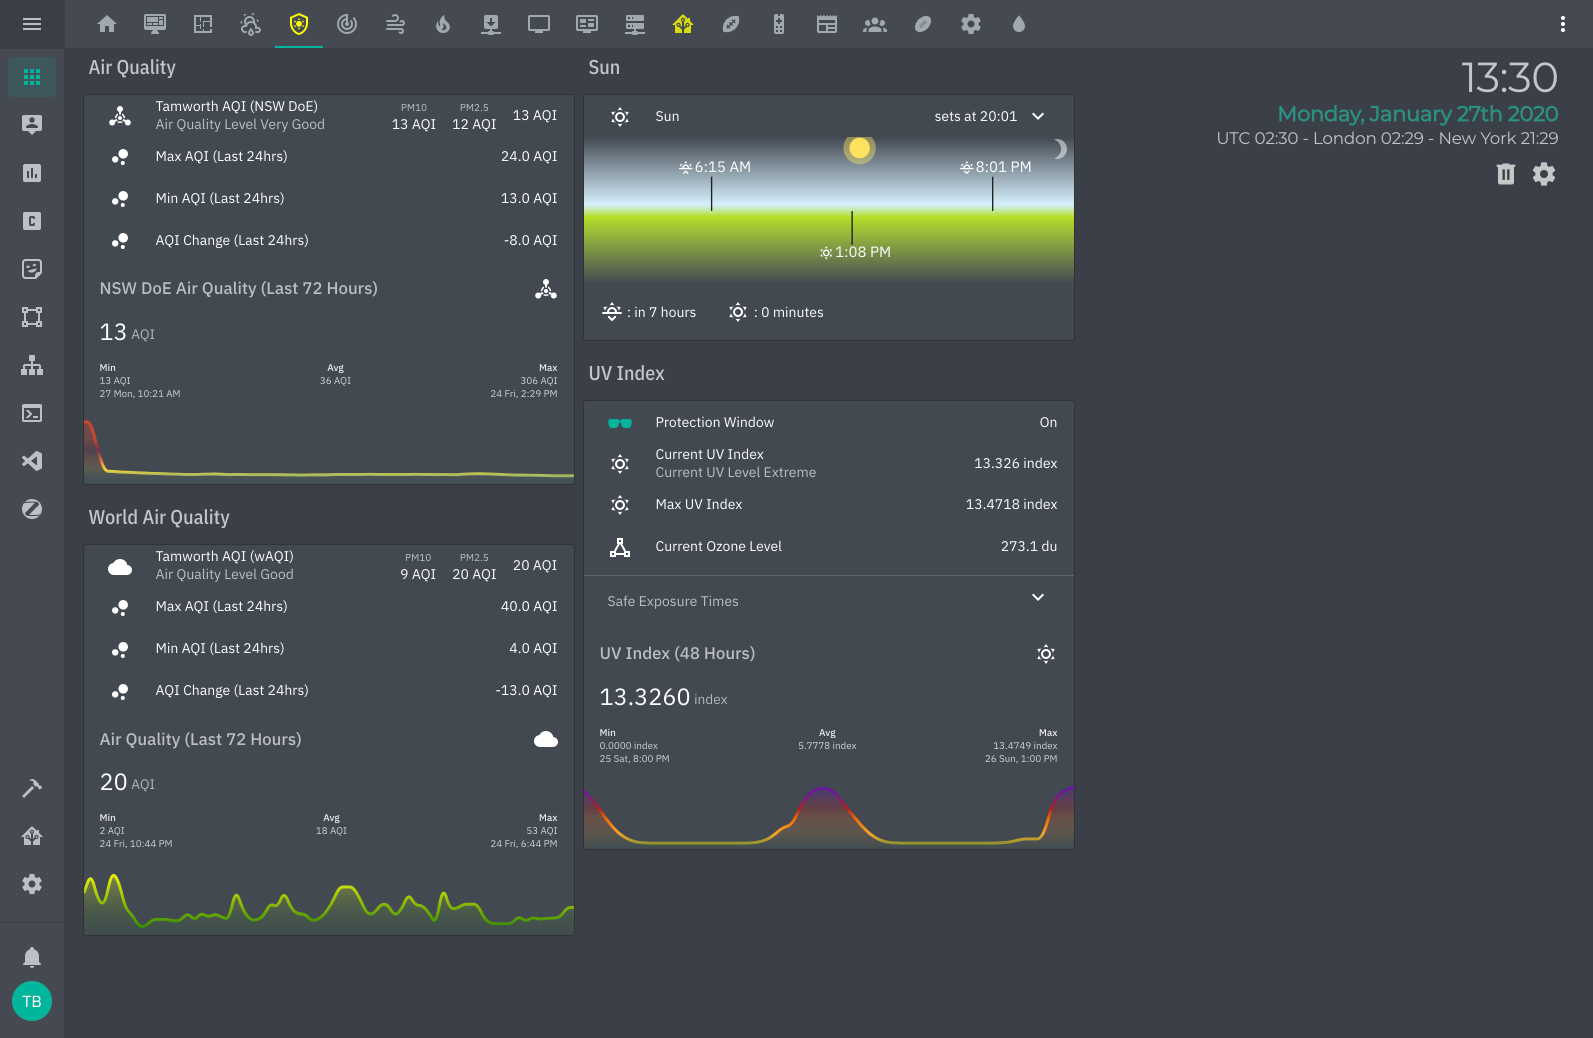 Air Quality
Tamworth AQI (NSW DoE)
Air Quality Level Very Good
PM10
13 AQI
PM2.5
12 AQI
13 AQI
Max AQI (Last 24hrs)
24.0 AQI
Min AQI (Last 24hrs)
13.0 AQI
AQI Change (Last 24hrs)
-8.0 AQI
NSW DoE Air Quality (Last 72 Hours)
13 AQI
Min
13 AQI
27 Mon, 10:21 AM
Avg
36 AQI
Max
306 AQI
24 Fri, 2:29 PM
World Air Quality
Tamworth AQI (wAQI)
Air Quality Level Good
PM10
9 AQI
PM2.5
20 AQI
20 AQI
Max AQI (Last 24hrs)
40.0 AQI
Min AQI (Last 24hrs)
4.0 AQI
AQI Change (Last 24hrs)
-13.0 AQI
Air Quality (Last 72 Hours)
20 AQI
Min
2 AQI
24 Fri, 10:44 PM
Avg
18 AQI
Max
53 AQI
24 Fri, 6:44 PM
Sun
Sun
sets at 20:01
6:15 AM
8:01 PM
1:08 PM
: in 7 hours
: 0 minutes
UV Index
Protection Window
On
Current UV Index
Current UV Level Extreme
13.326 index
Max UV Index
13.4718 index
Current Ozone Level
273.1 du
Safe Exposure Times
UV Index (48 Hours)
13.3260 index
Min
0.0000 index
25 Sat, 8:00 PM
Avg
5.7778 index
Max
13.4749 index
26 Sun, 1:00 PM
13:30
Monday, January 27th 2020
UTC 02:30 - London 02:29 - New York 21:29
C
TB